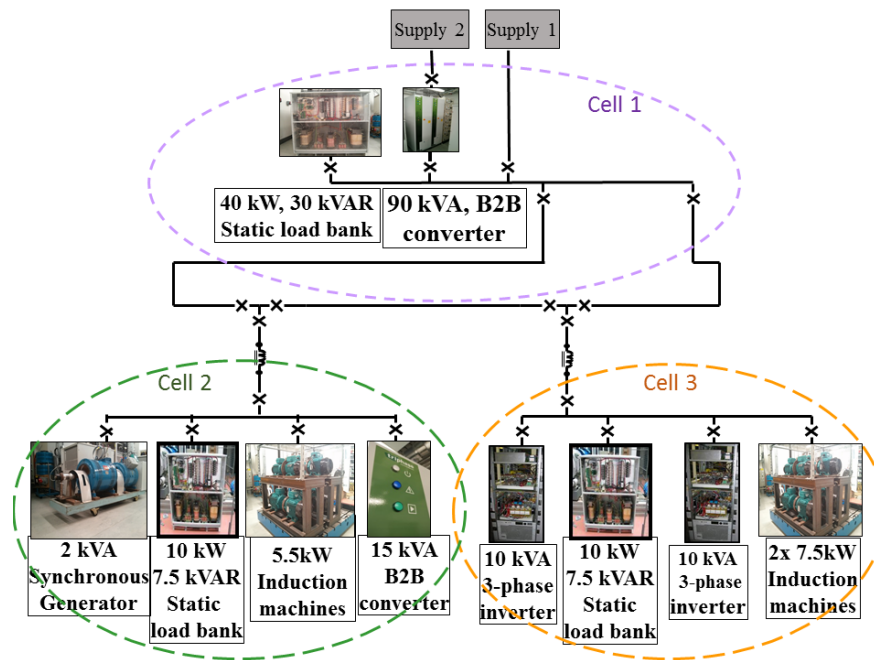 Supply 2
Supply 1
Cell 1
40 kW, 30 kVAR
Static load bank
90 kVA, B2B
converter
Cell 2
Cell 3
triphase
2 kVA
Synchronous
Generator
10 kW
7.5 kVAR
Static
load bank
5.5kW
Induction
machines
15 kVA
B2B
converter
10 kVA
3-phase
inverter
10 kW
7.5 kVAR
Static
load bank
10 kVA
3-phase
inverter
2x 7.5kW
Induction
machines